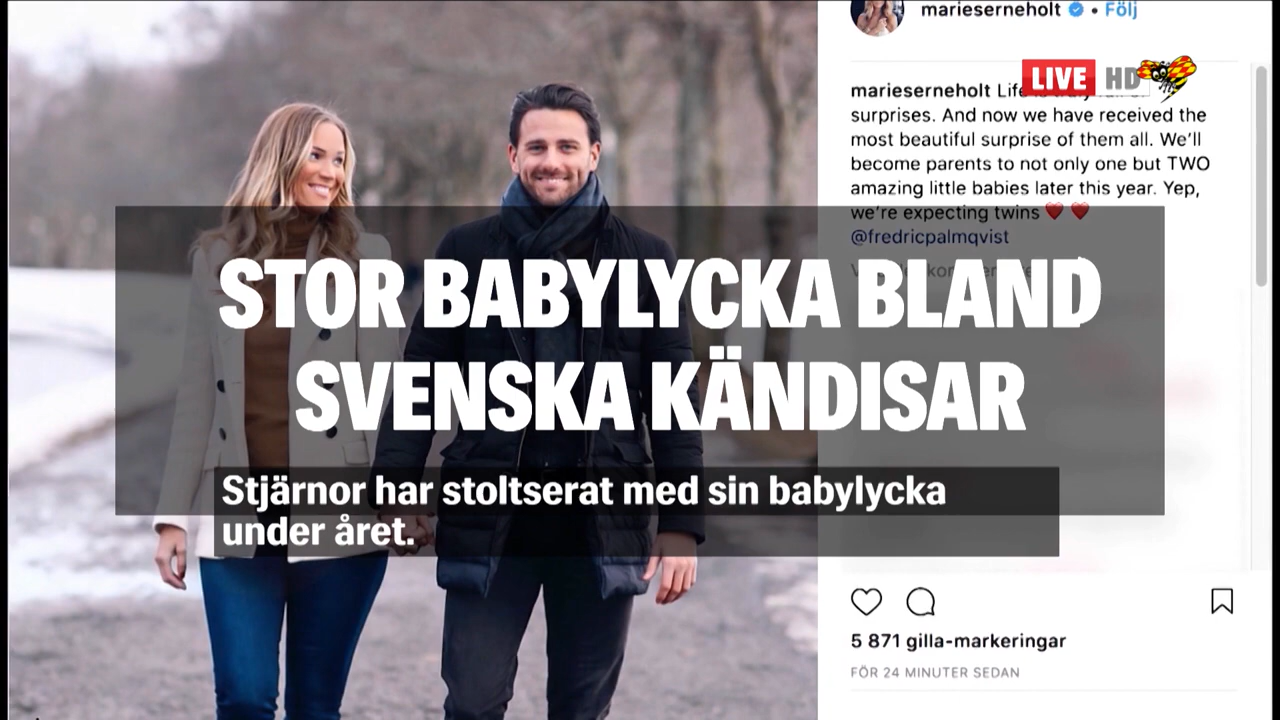 marieserneholt • Följ
LIVE HD
marieserneholt Life
surprises. And now we have received the
most beautiful surprise of them all. We'll
become parents to not only one but TWO
amazing little babies later this year. Yep,
we're expecting twins ❤️ ❤️
@fredricpalmqvist
STOR BABYLYCKA BLAND
SVENSKA KÄNDISAR
Stjärnor har stoltserat med sin babylycka
under året.
5 871 gilla-markeringar
FÖR 24 MINUTER SEDAN